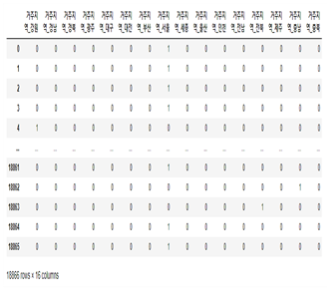 거주지 거주지 거주지 거주지 거주지 거주지 거주지 거주지 거주지 거주지 거주지 거주지 거주지 거주지 거주지 거주지
역_강원 역_경남 역_경북 역_광주 역_대구 역_대전 역_부산 역_서울 역_세종 역_울산 역_인천 역_전남 역_전북 역_제주 역_충남 역_충북
0 0 0 0 0 0 0 0 1 0 0 0 0 0 0 0 0
1 0 0 0 0 0 0 0 1 0 0 0 0 0 0 0 0
2 0 0 0 0 0 0 0 1 0 0 0 0 0 0 0 0
3 0 0 0 0 0 0 0 1 0 0 0 0 0 0 0 0
4 1 0 0 0 0 0 0 0 0 0 0 0 0 0 0 0
... ... ... ... ... ... ... ... ... ... ... ... ... ... ... ... ...
18861 0 0 0 0 0 0 0 1 0 0 0 0 0 0 0 0
18862 0 0 0 0 0 0 0 0 0 0 0 0 0 0 1 0
18863 0 0 0 0 0 0 0 0 0 0 0 0 1 0 0 0
18864 0 0 0 0 0 0 0 1 0 0 0 0 0 0 0 0
18865 0 0 0 0 0 0 0 1 0 0 0 0 0 0 0 0
18866 rows × 16 columns